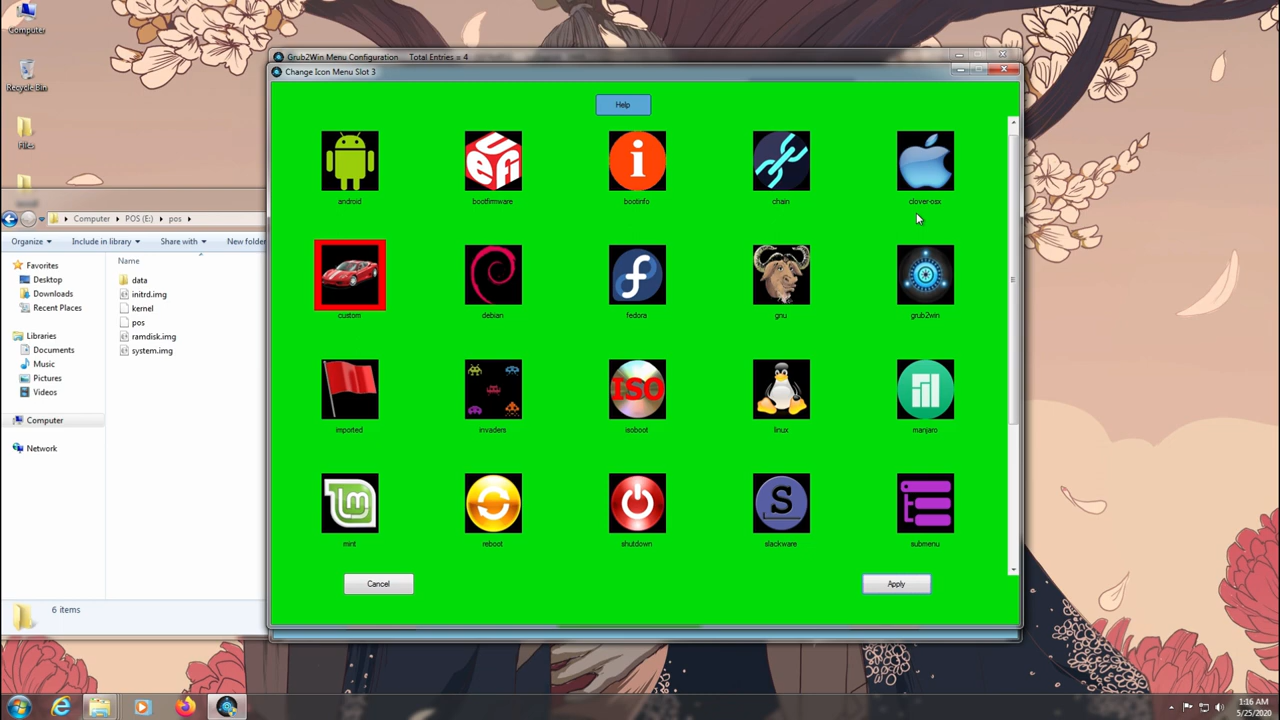 Computer
Recycle Bin
Files
Grub2Win Menu Configuration Total Entries = 4
Change Icon Menu Slot 3
Help
android
bootfirmware
bootinfo
chain
clover-osx
custom
debian
fedora
gnu
grub2win
imported
invaders
isoboot
linux
manjaro
mint
reboot
shutdown
slackware
submenu
UEFI
i
ISO
lm
S
Cancel
Apply
Computer
POS (E:)
pos
Organize
Include in library
Share with
New folder
Name
Favorites
Desktop
Downloads
Recent Places
Libraries
Documents
Music
Pictures
Videos
Computer
Network
data
initrd.img
kernel
pos
ramdisk.img
system.img
6 items
1:16 AM
5/25/2020